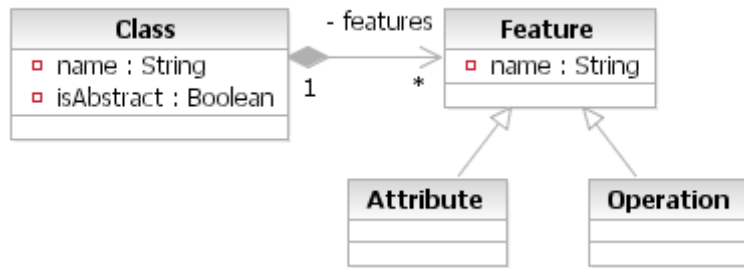 Class
name : String
isAbstract : Boolean
- features
1
*
Feature
name : String
Attribute
Operation